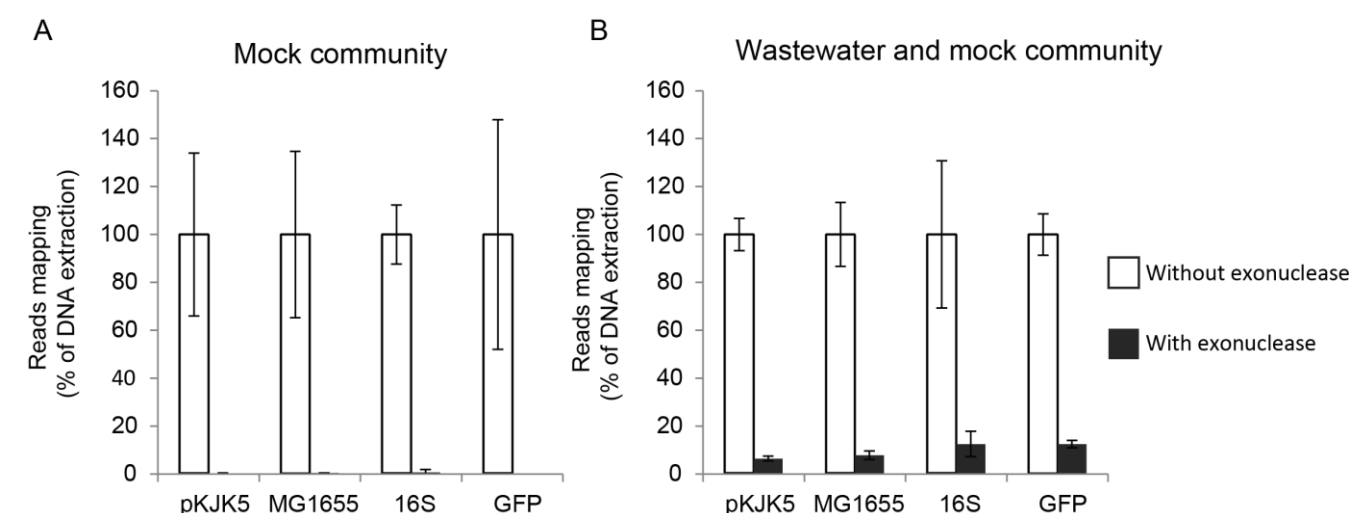 A
Mock community
Reads mapping
(% of DNA extraction)
160
140
120
100
80
60
40
20
0
pKJK5 MG1655 16S GFP
B
Wastewater and mock community
Reads mapping
(% of DNA extraction)
160
140
120
100
80
60
40
20
0
pKJK5 MG1655 16S GFP
Without exonuclease
With exonuclease